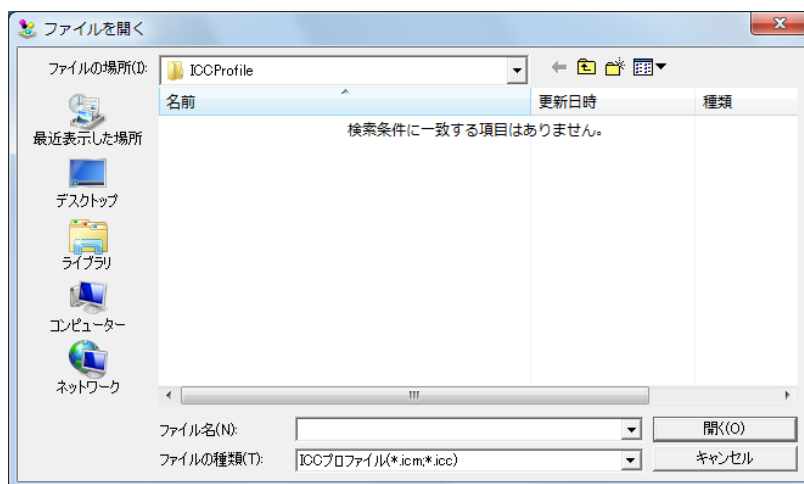 ファイルを開く
ファイルの場所(I):
ICCProfile
名前
更新日時
種類
検索条件に一致する項目はありません。
最近表示した場所
デスクトップ
ライブラリ
コンピューター
ネットワーク
ファイル名(N):
開く(O)
ファイルの種類(T):
ICCプロファイル(*.icm;*.icc)
キャンセル